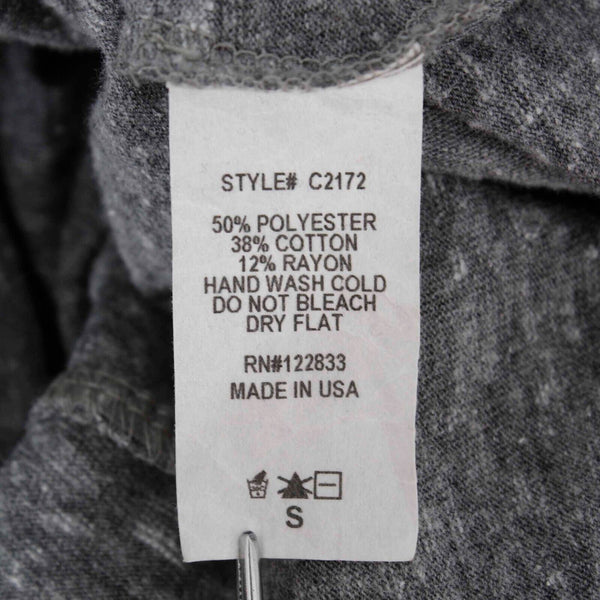 STYLE# C2172
50% POLYESTER
38% COTTON
12% RAYON
HAND WASH COLD
DO NOT BLEACH
DRY FLAT
RN#122833
MADE IN USA
S